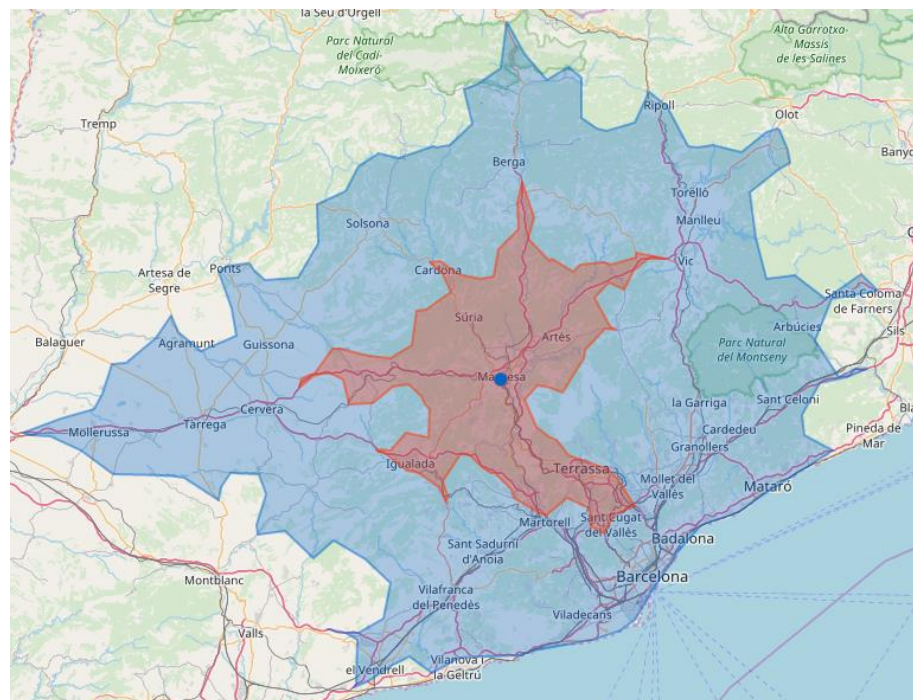 la Seu d'Urgell
Alta Garrotxa-
Massis
de les Salines
Parc Natural
del Cadí-
Moixeró
Tremp
Ripoll
Olot
Berga
Torelló
Manlleu
Solsona
Vic
Cardona
Ponts
Artesa de
Segre
Santa Coloma
de Farners
Súria
Arbúcies
Sils
Artés
Balaguer
Agramunt
Guissona
Parc Natural
del Montseny
Cervera
la Garriga
Sant Celoni
Tàrrega
Mollerussa
Cardedeu
Pineda de
Mar
Granollers
Igualada
Terrassa
Mollet del
Vallès
Mataró
Martorell
Sant Cugat
del Vallès
Badalona
Sant Sadurní
d'Anoia
Montblanc
Barcelona
Vilafranca
del Penedès
Viladecans
Valls
el Vendrell
Vilanova i
la Geltrú